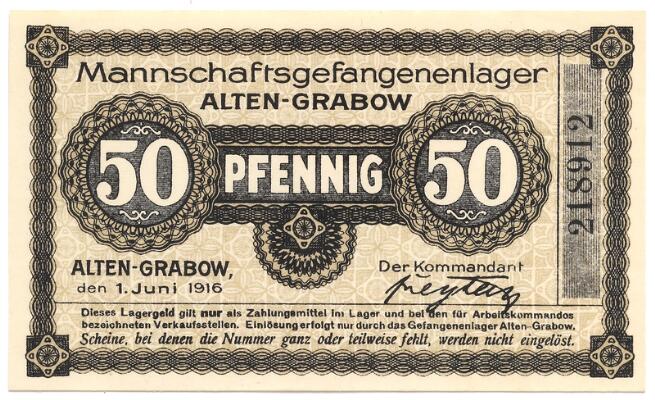 Mannschaftsgefangenenlager
ALTEN-GRABOW
50 PFENNIG 50
218912
ALTEN-GRABOW,
den 1. Juni 1916
Der Kommandant
Dieses Lagergeld gilt nur als Zahlungsmittel im Lager und bei den für Arbeitskommandos
bezeichneten Verkaufsstellen. Einlösung erfolgt nur durch das Gefangenenlager Alten-Grabow.
Scheine, bei denen die Nummer ganz oder teilweise fehlt, werden nicht eingelöst.